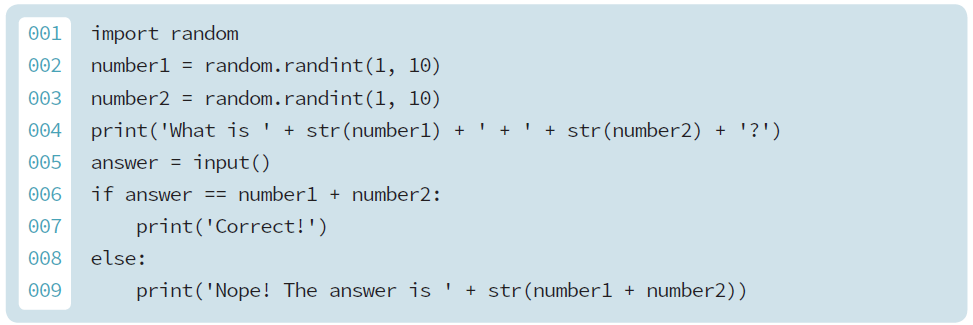 001 import random
002 number1 = random.randint(1, 10)
003 number2 = random.randint(1, 10)
004 print('What is ' + str(number1) + ' + ' + str(number2) + '?')
005 answer = input()
006 if answer == number1 + number2:
007     print('Correct!')
008 else:
009     print('Nope! The answer is ' + str(number1 + number2))